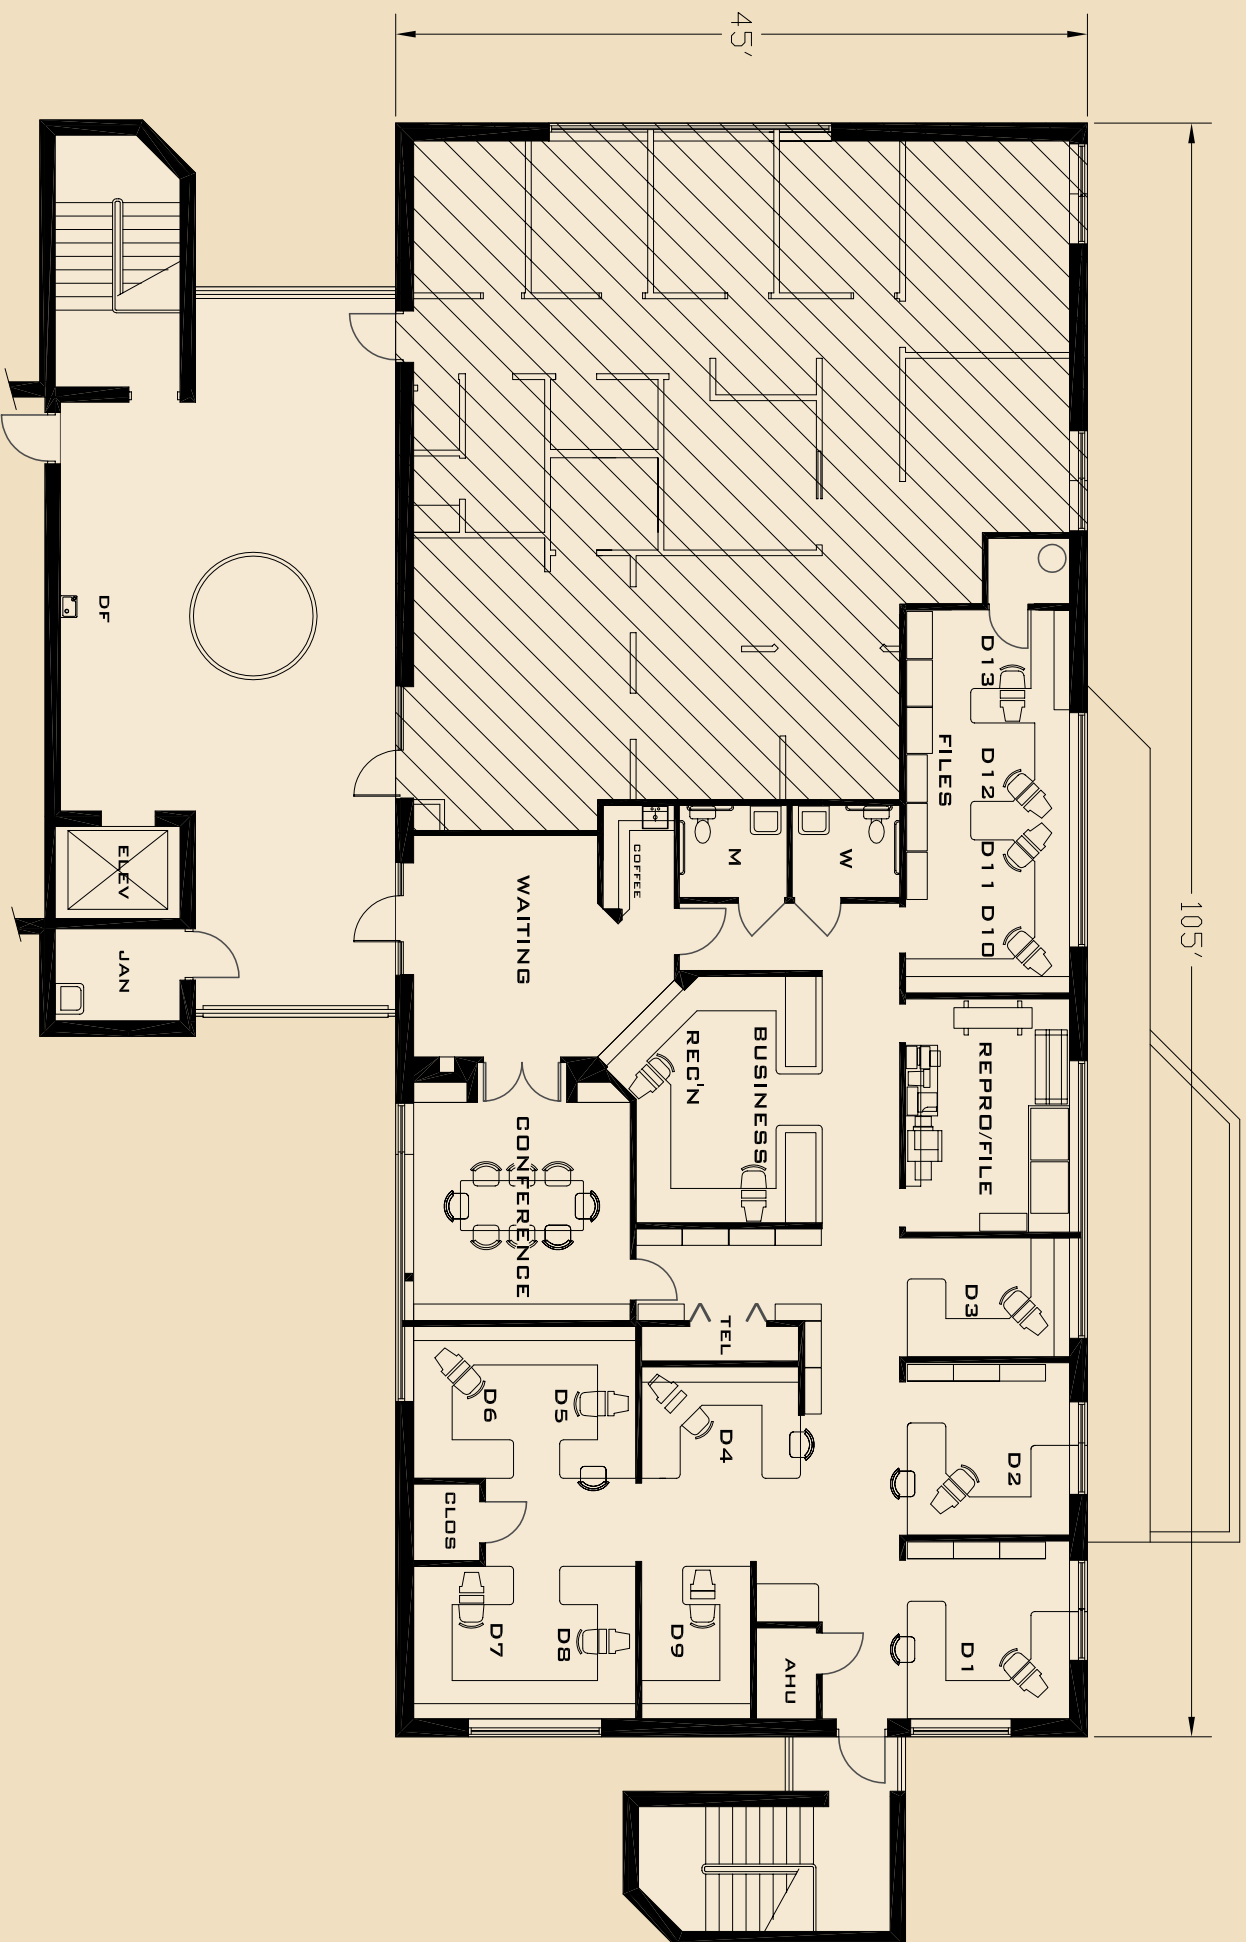 45'
105'
DF
ELEV
JAN
WAITING
COFFEE
M
W
FILES
D13
D12
D11
D10
REC'N
BUSINESS
REPRO/FILE
CONFERENCE
TEL
D3
D2
D1
D4
D5
D6
CLOS
D7
D8
D9
AHU